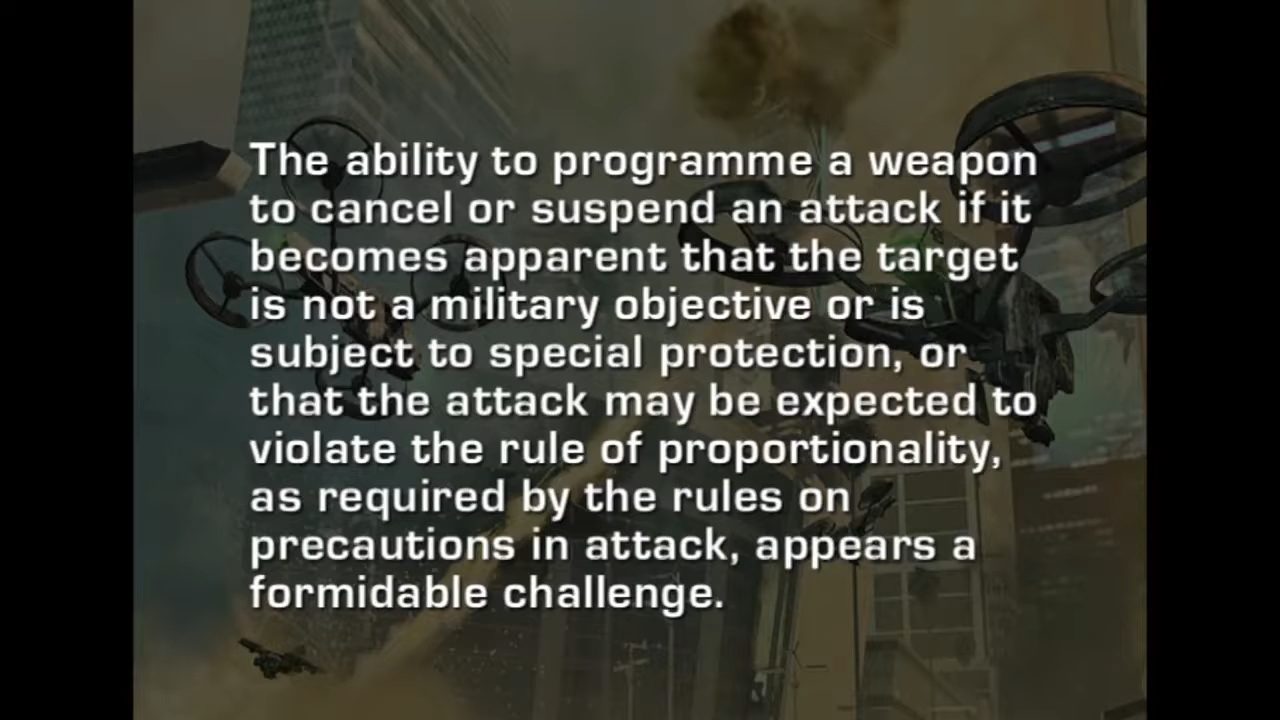 The ability to programme a weapon
to cancel or suspend an attack if it
becomes apparent that the target
is not a military objective or is
subject to special protection, or
that the attack may be expected to
violate the rule of proportionality,
as required by the rules on
precautions in attack, appears a
formidable challenge.